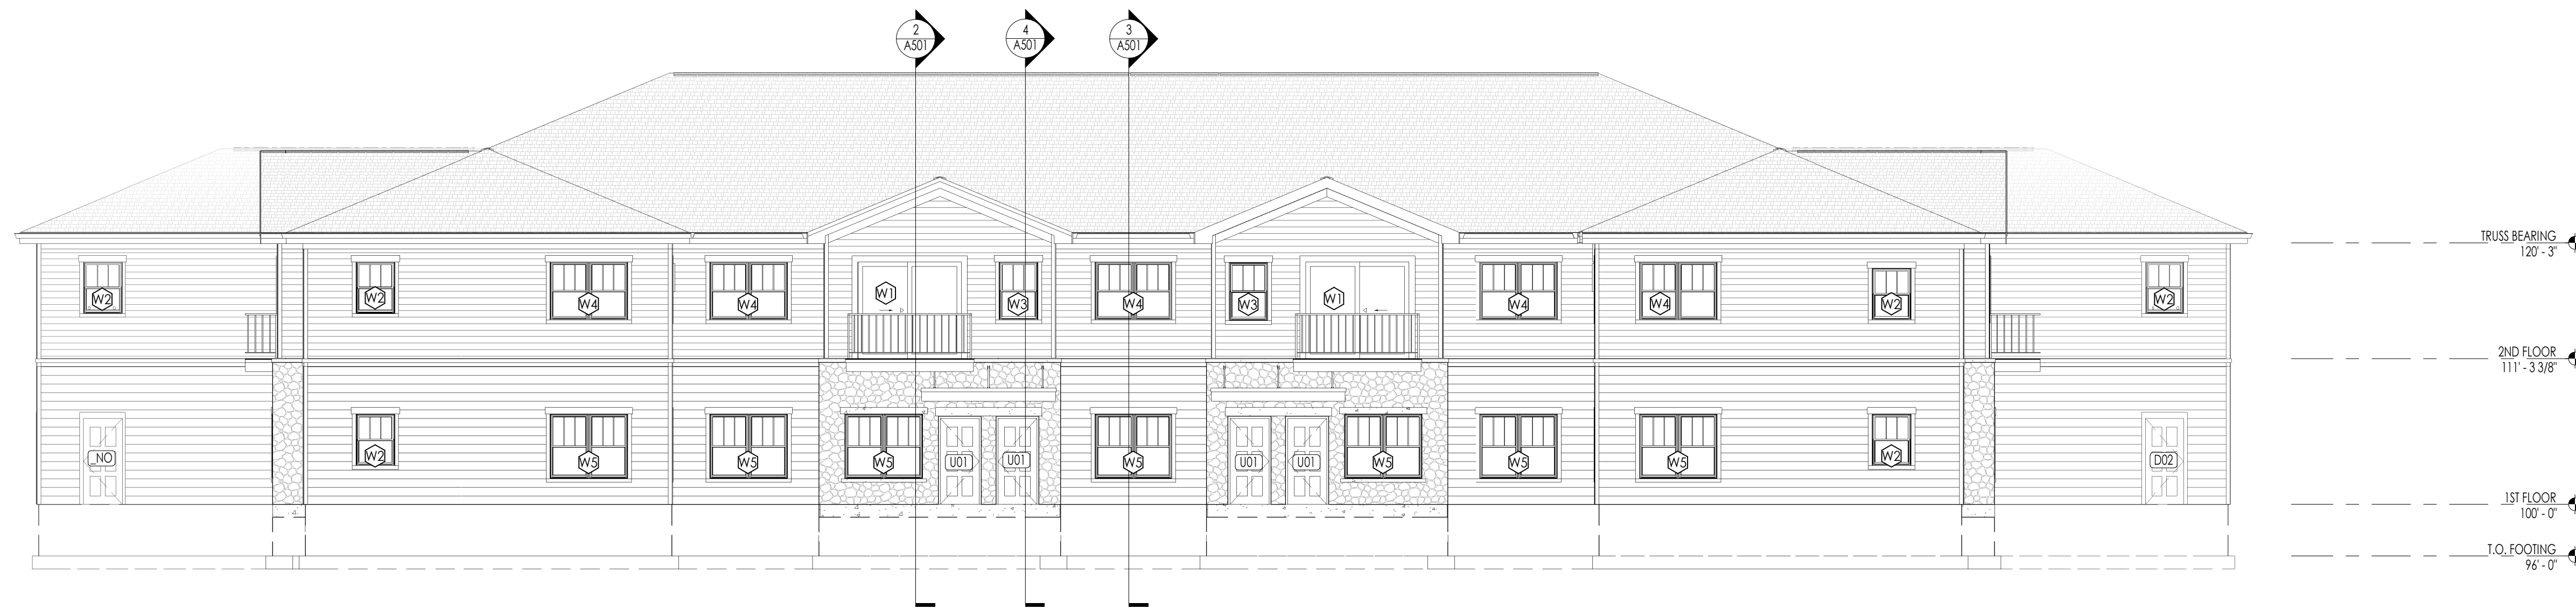 2
A501
4
A501
3
A501
TRUSS BEARING
120' - 3"
W2
W2
W4
W4
W1
W3
W4
W3
W1
W4
W4
W2
W2
2ND FLOOR
111' - 3 3/8"
_NO
W2
W5
W5
W5
U01
U01
W5
U01
U01
W5
W5
W5
W2
D02
1ST FLOOR
100' - 0"
T.O. FOOTING
96' - 0"